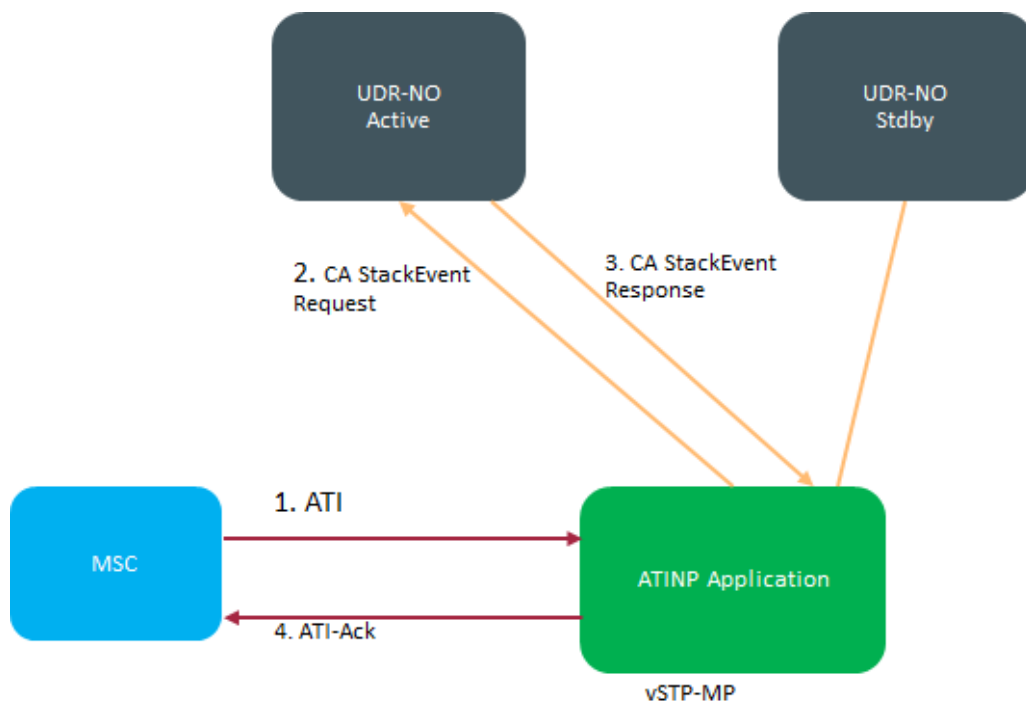 UDR-NO
Active
UDR-NO
Stdby
2. CA StackEvent
Request
3. CA StackEvent
Response
1. ATI
MSC
ATINP Application
4. ATI-Ack
vSTP-MP